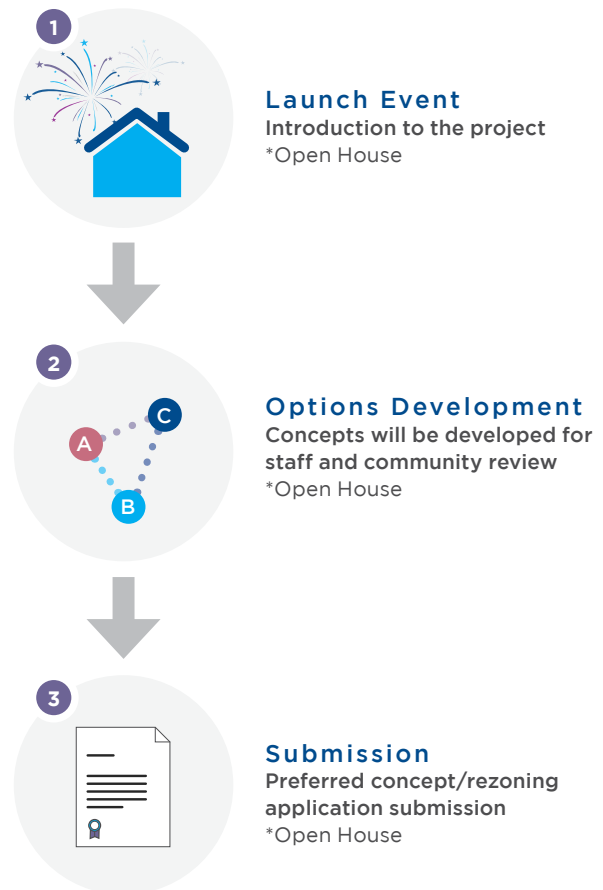 1
Launch Event
Introduction to the project
*Open House
2
Options Development
Concepts will be developed for
staff and community review
*Open House
A
C
B
3
Submission
Preferred concept/rezoning
application submission
*Open House